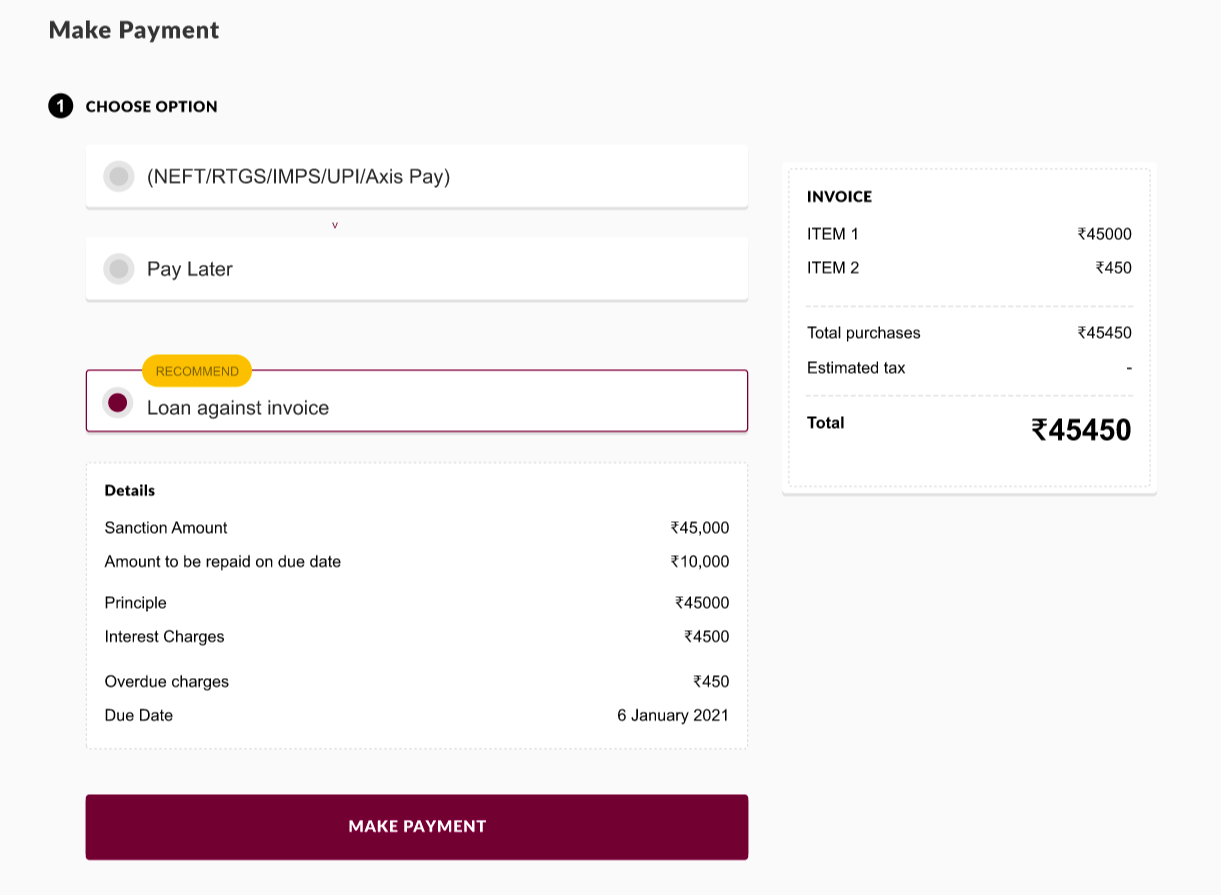 Make Payment
1 CHOOSE OPTION
(NEFT/RTGS/IMPS/UPI/Axis Pay)
v
Pay Later
RECOMMEND
Loan against invoice
Details
Sanction Amount ₹45,000
Amount to be repaid on due date ₹10,000
Principle ₹45000
Interest Charges ₹4500
Overdue charges ₹450
Due Date 6 January 2021
MAKE PAYMENT
INVOICE
ITEM 1 ₹45000
ITEM 2 ₹450
Total purchases ₹45450
Estimated tax -
Total ₹45450